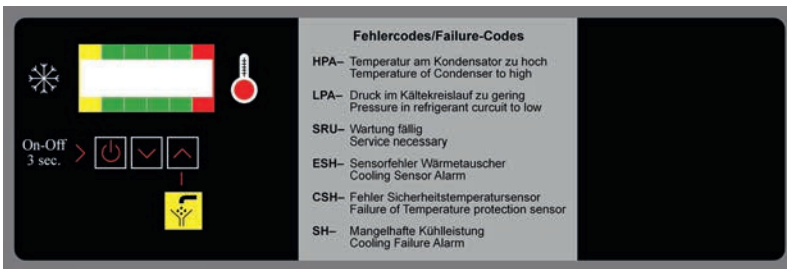 On-Off
3 sec.
Fehlercodes/Failure-Codes
HPA– Temperatur am Kondensator zu hoch
Temperature of Condenser to high
LPA– Druck im Kältekreislauf zu gering
Pressure in refrigerant curcuit to low
SRU– Wartung fällig
Service necessary
ESH– Sensorfehler Wärmetauscher
Cooling Sensor Alarm
CSH– Fehler Sicherheitstemperatursensor
Failure of Temperature protection sensor
SH– Mangelhafte Kühlleistung
Cooling Failure Alarm